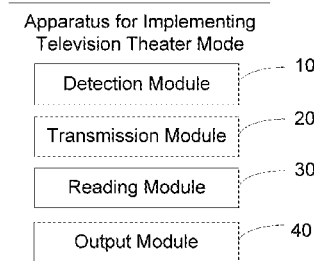 Apparatus for Implementing
Television Theater Mode
Detection Module
10
Transmission Module
20
Reading Module
30
Output Module
40